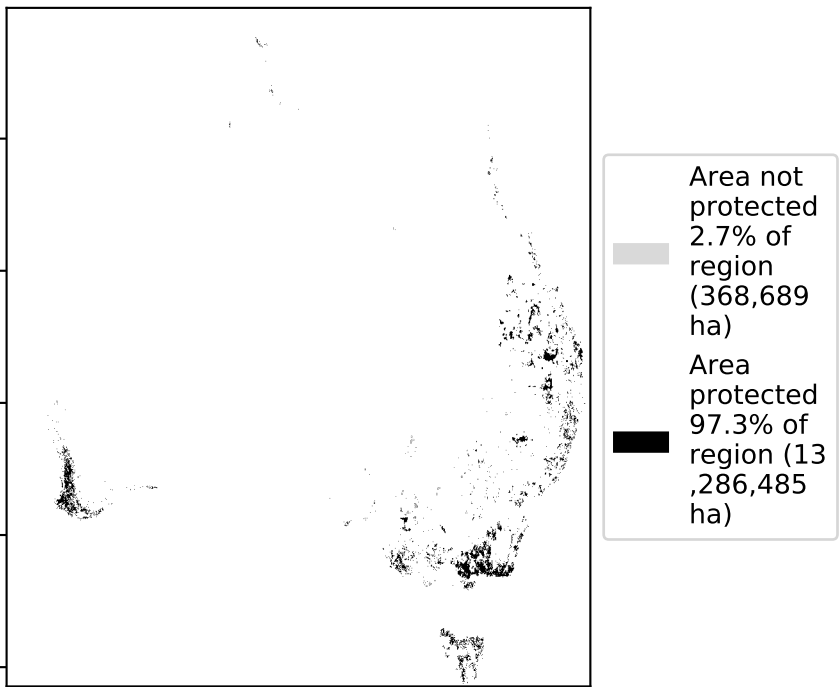 Area not
protected
2.7% of
region
(368,689
ha)
Area
protected
97.3% of
region (13
,286,485
ha)